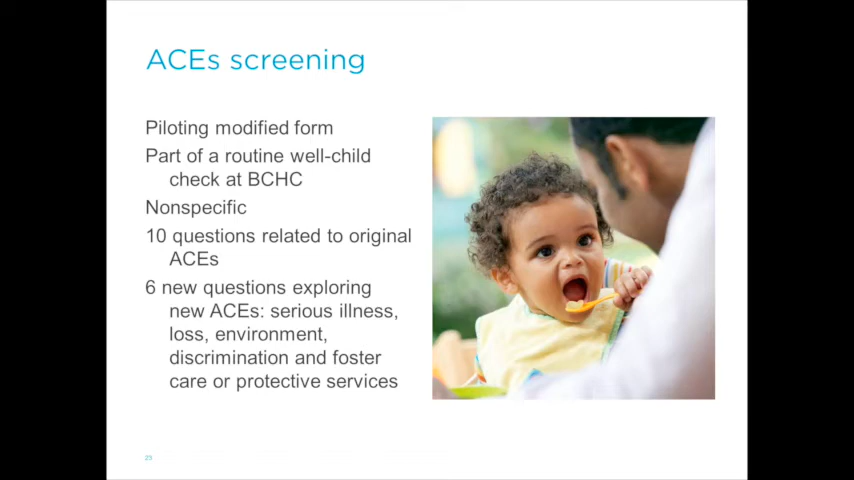 ACEs screening
Piloting modified form
Part of a routine well-child
check at BCHC
Nonspecific
10 questions related to original
ACEs
6 new questions exploring
new ACEs: serious illness,
loss, environment,
discrimination and foster
care or protective services
29